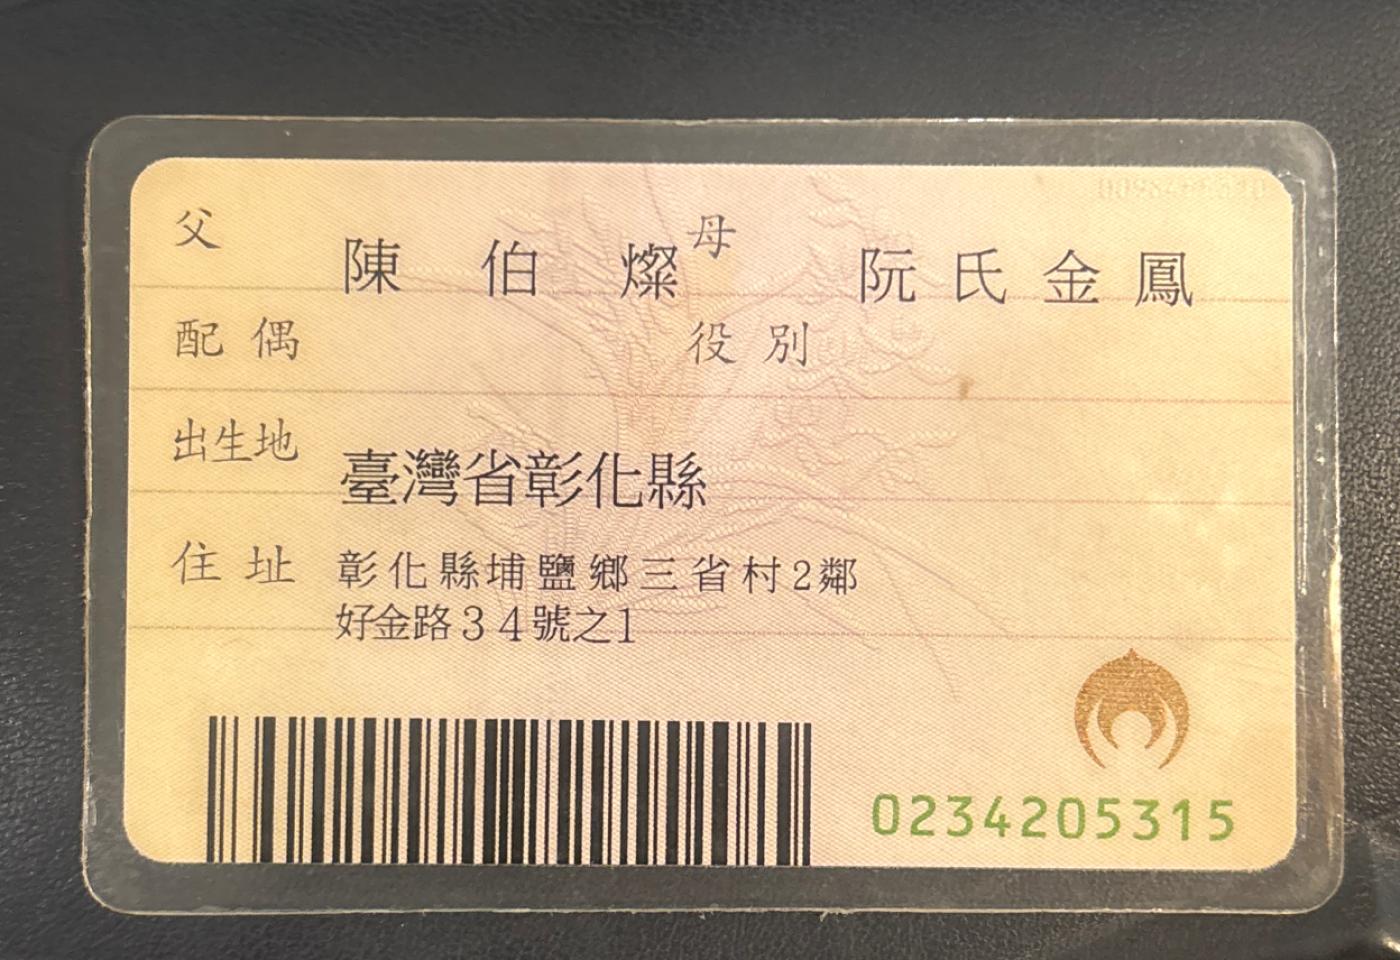 父 陳伯燦 母 阮氏金鳳
配偶 役別
出生地 臺灣省彰化縣
住址 彰化縣埔鹽鄉三省村2鄰
好金路34號之1
0234205315